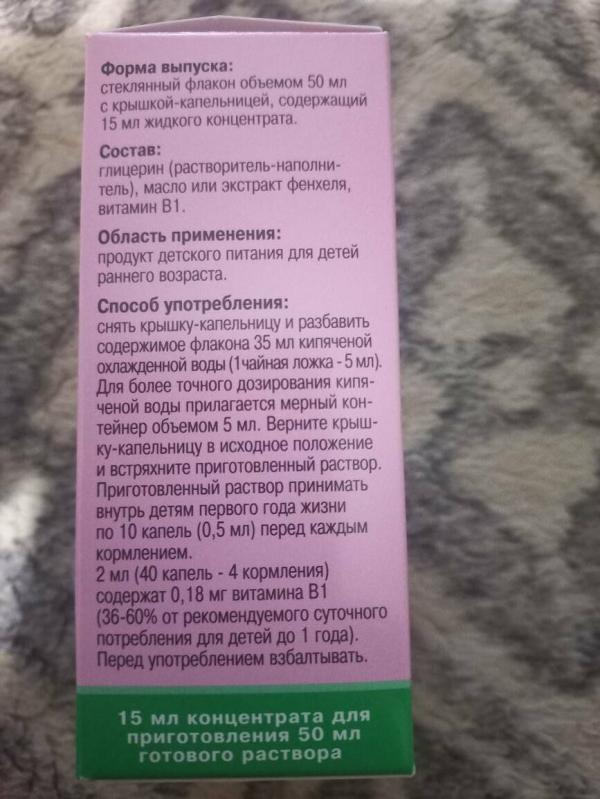 Форма выпуска:
стеклянный флакон объемом 50 мл
с крышкой-капельницей, содержащий
15 мл жидкого концентрата.
Состав:
глицерин (растворитель-наполни-
тель), масло или экстракт фенхеля,
витамин В1.
Область применения:
продукт детского питания для детей
раннего возраста.
Способ употребления:
снять крышку-капельницу и разбавить
содержимое флакона 35 мл кипяченой
охлажденной воды (1чайная ложка - 5 мл).
Для более точного дозирования кипя-
ченой воды прилагается мерный кон-
тейнер объемом 5 мл. Верните крыш-
ку-капельницу в исходное положение
и встряхните приготовленный раствор.
Приготовленный раствор принимать
внутрь детям первого года жизни
по 10 капель (0,5 мл) перед каждым
кормлением.
2 мл (40 капель - 4 кормления)
содержат 0,18 мг витамина В1
(36-60% от рекомендуемого суточного
потребления для детей до 1 года).
Перед употреблением взбалтывать.
15 мл концентрата для
приготовления 50 мл
готового раствора